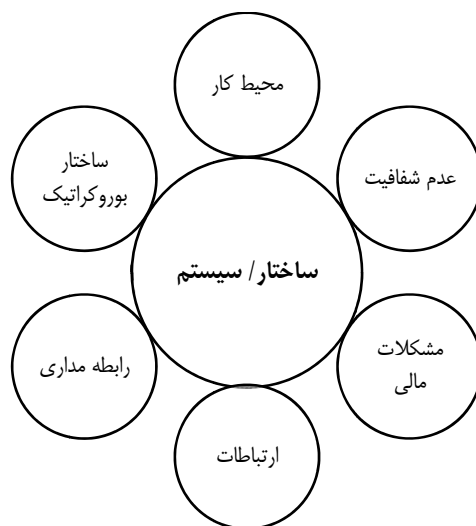 محیط کار
عدم شفافیت
ساختار
بوروکراتیک
ساختار/ سیستم
مشکلات
مالی
رابطه مداری
ارتباطات